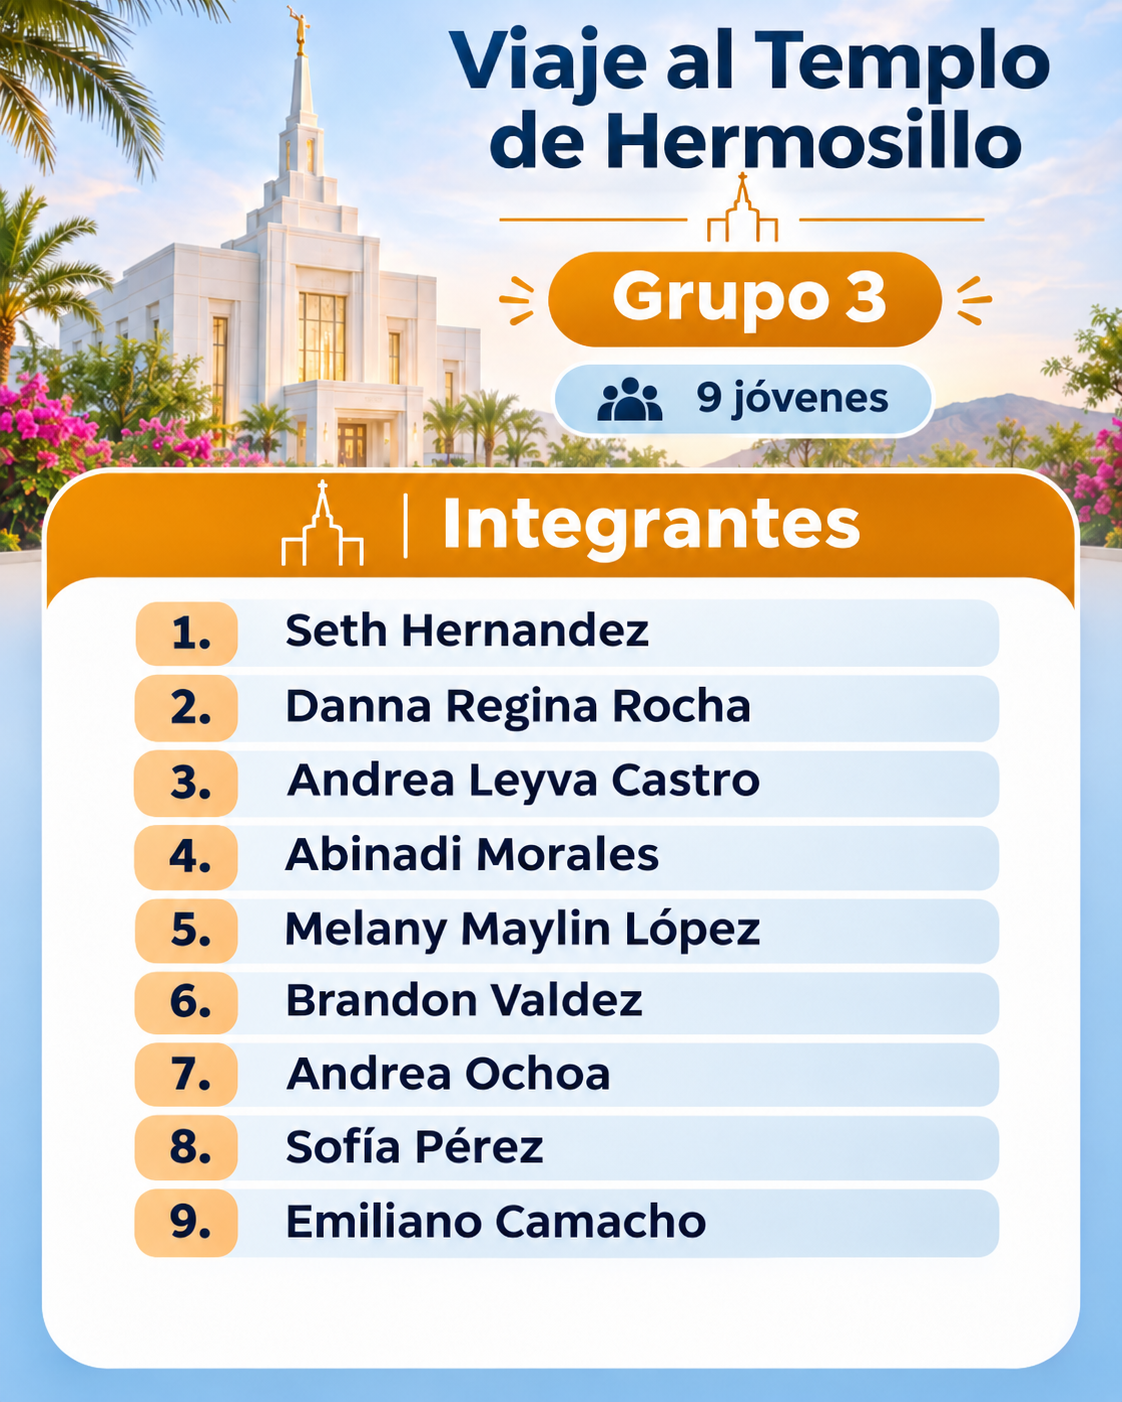 Viaje al Templo
de Hermosillo
Grupo 3
9 jóvenes
Integrantes
1. Seth Hernandez
2. Danna Regina Rocha
3. Andrea Leyva Castro
4. Abinadi Morales
5. Melany Maylin López
6. Brandon Valdez
7. Andrea Ochoa
8. Sofía Pérez
9. Emiliano Camacho